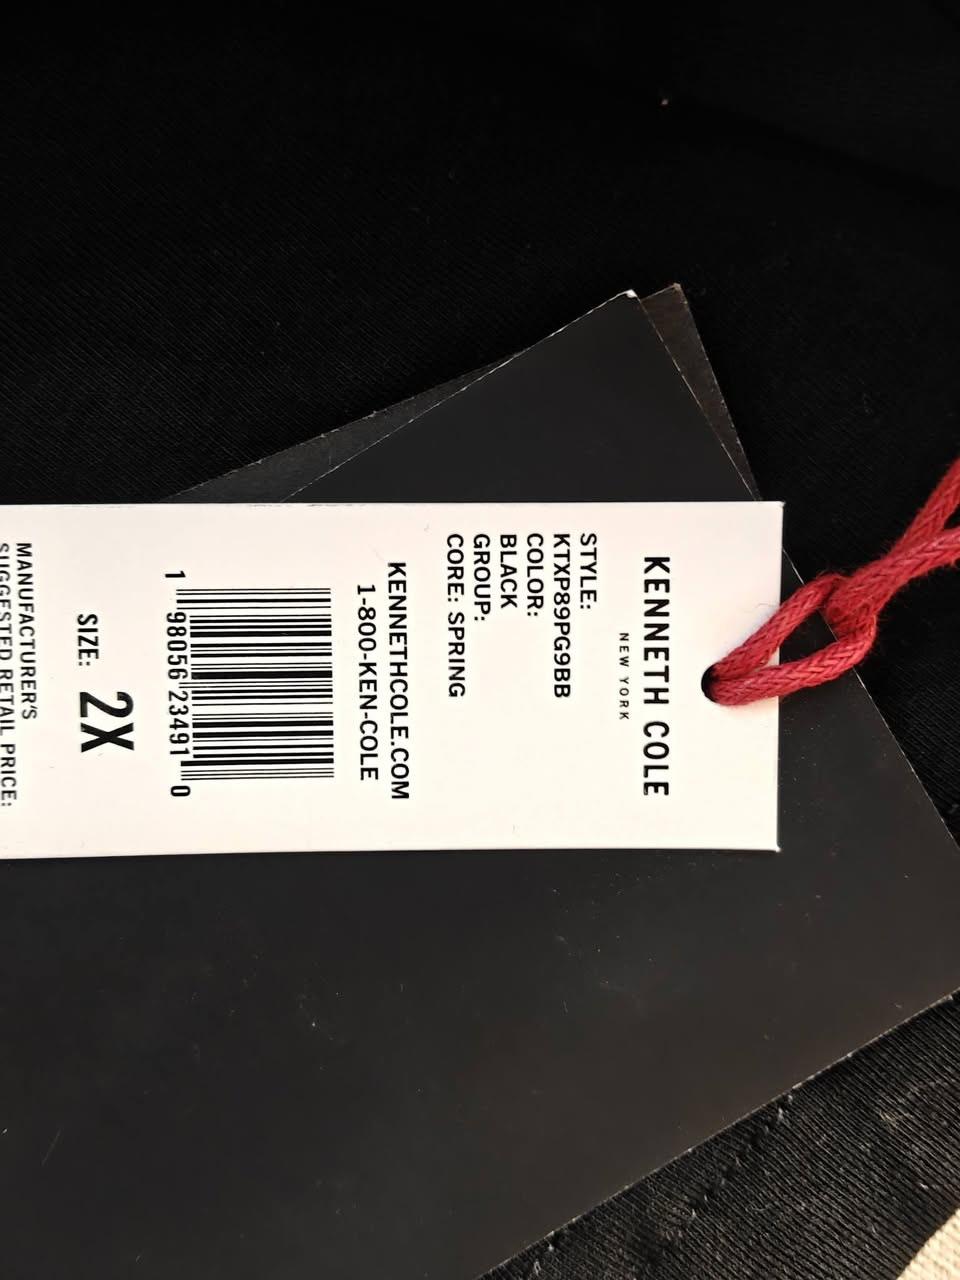 KENNETH COLE
NEW YORK
STYLE:
KTXP89PG9BB
COLOR:
BLACK
GROUP:
CORE: SPRING
KENNETHCOLE.COM
1-800-KEN-COLE
1 98056 23491 0
SIZE: 2X
MANUFACTURER'S
SUGGESTED RETAIL PRICE: